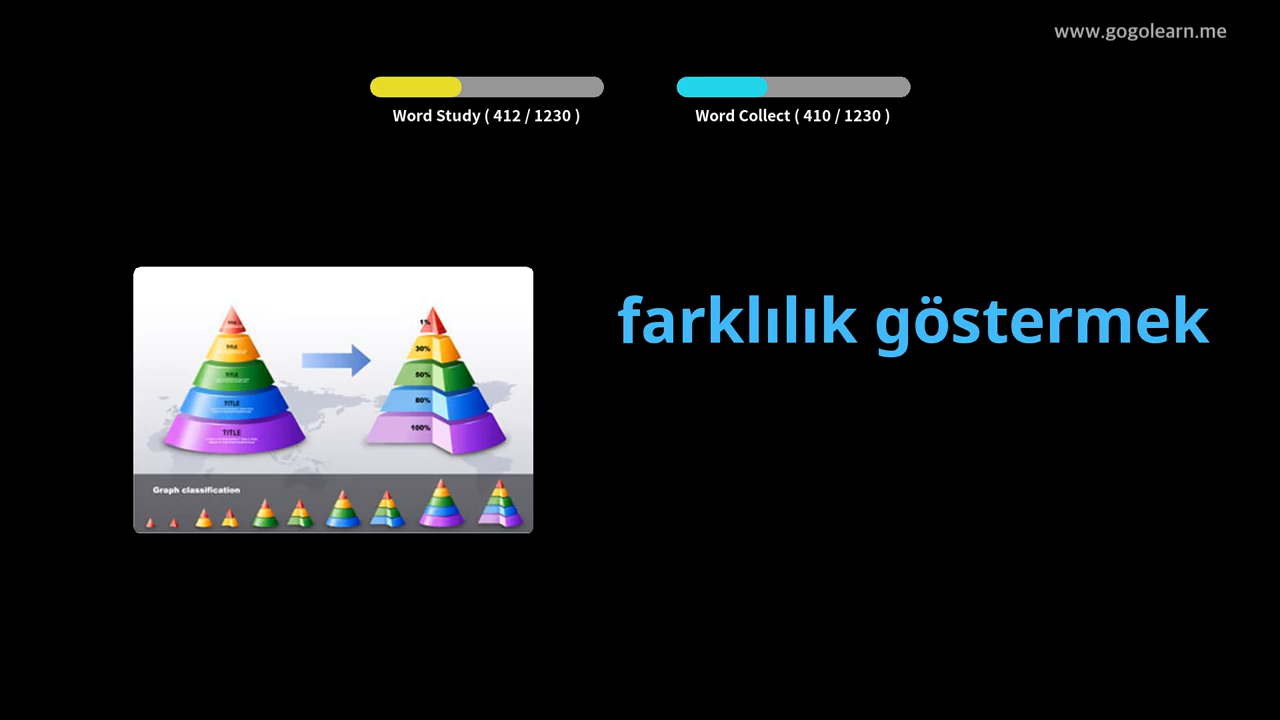 www.gogolearn.me
Word Study ( 412 / 1230 )
Word Collect ( 410 / 1230 )
farklılık göstermek
TITLE
TITLE
TITLE
TITLE
1%
30%
50%
80%
100%
Graph classification